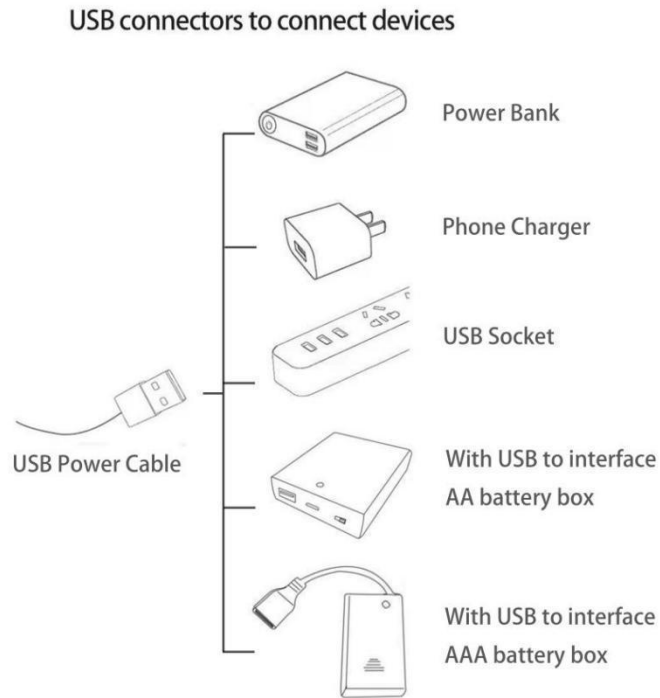 USB connectors to connect devices
Power Bank
Phone Charger
USB Socket
USB Power Cable
With USB to interface
AA battery box
With USB to interface
AAA battery box